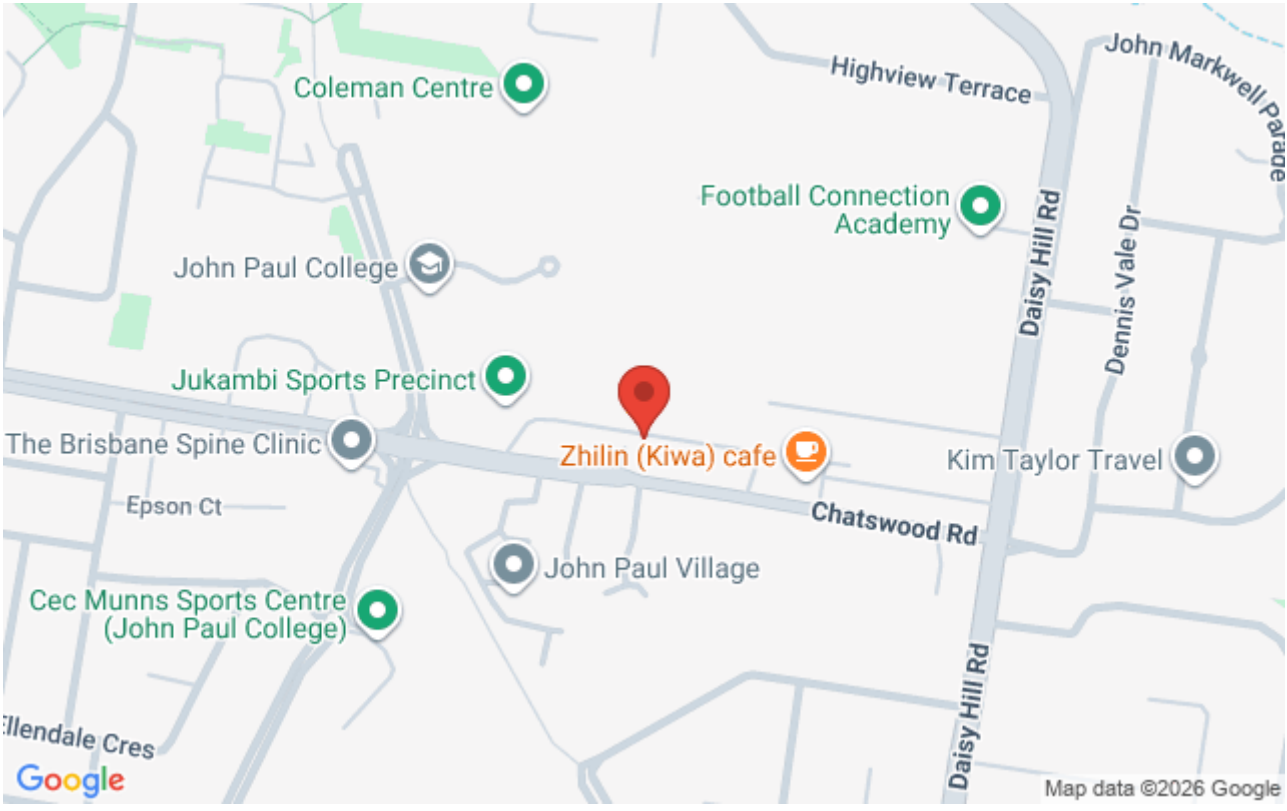 John Markwell Parade
Highview Terrace
Coleman Centre
Football Connection
Academy
Daisy Hill Rd
Dennis Vale Dr
John Paul College
Jukambi Sports Precinct
The Brisbane Spine Clinic
Zhilin (Kiwa) cafe
Kim Taylor Travel
Epson Ct
Chatswood Rd
John Paul Village
Cec Munns Sports Centre
(John Paul College)
Daisy Hill Rd
Ellendale Cres
Google
Map data ©2026 Google